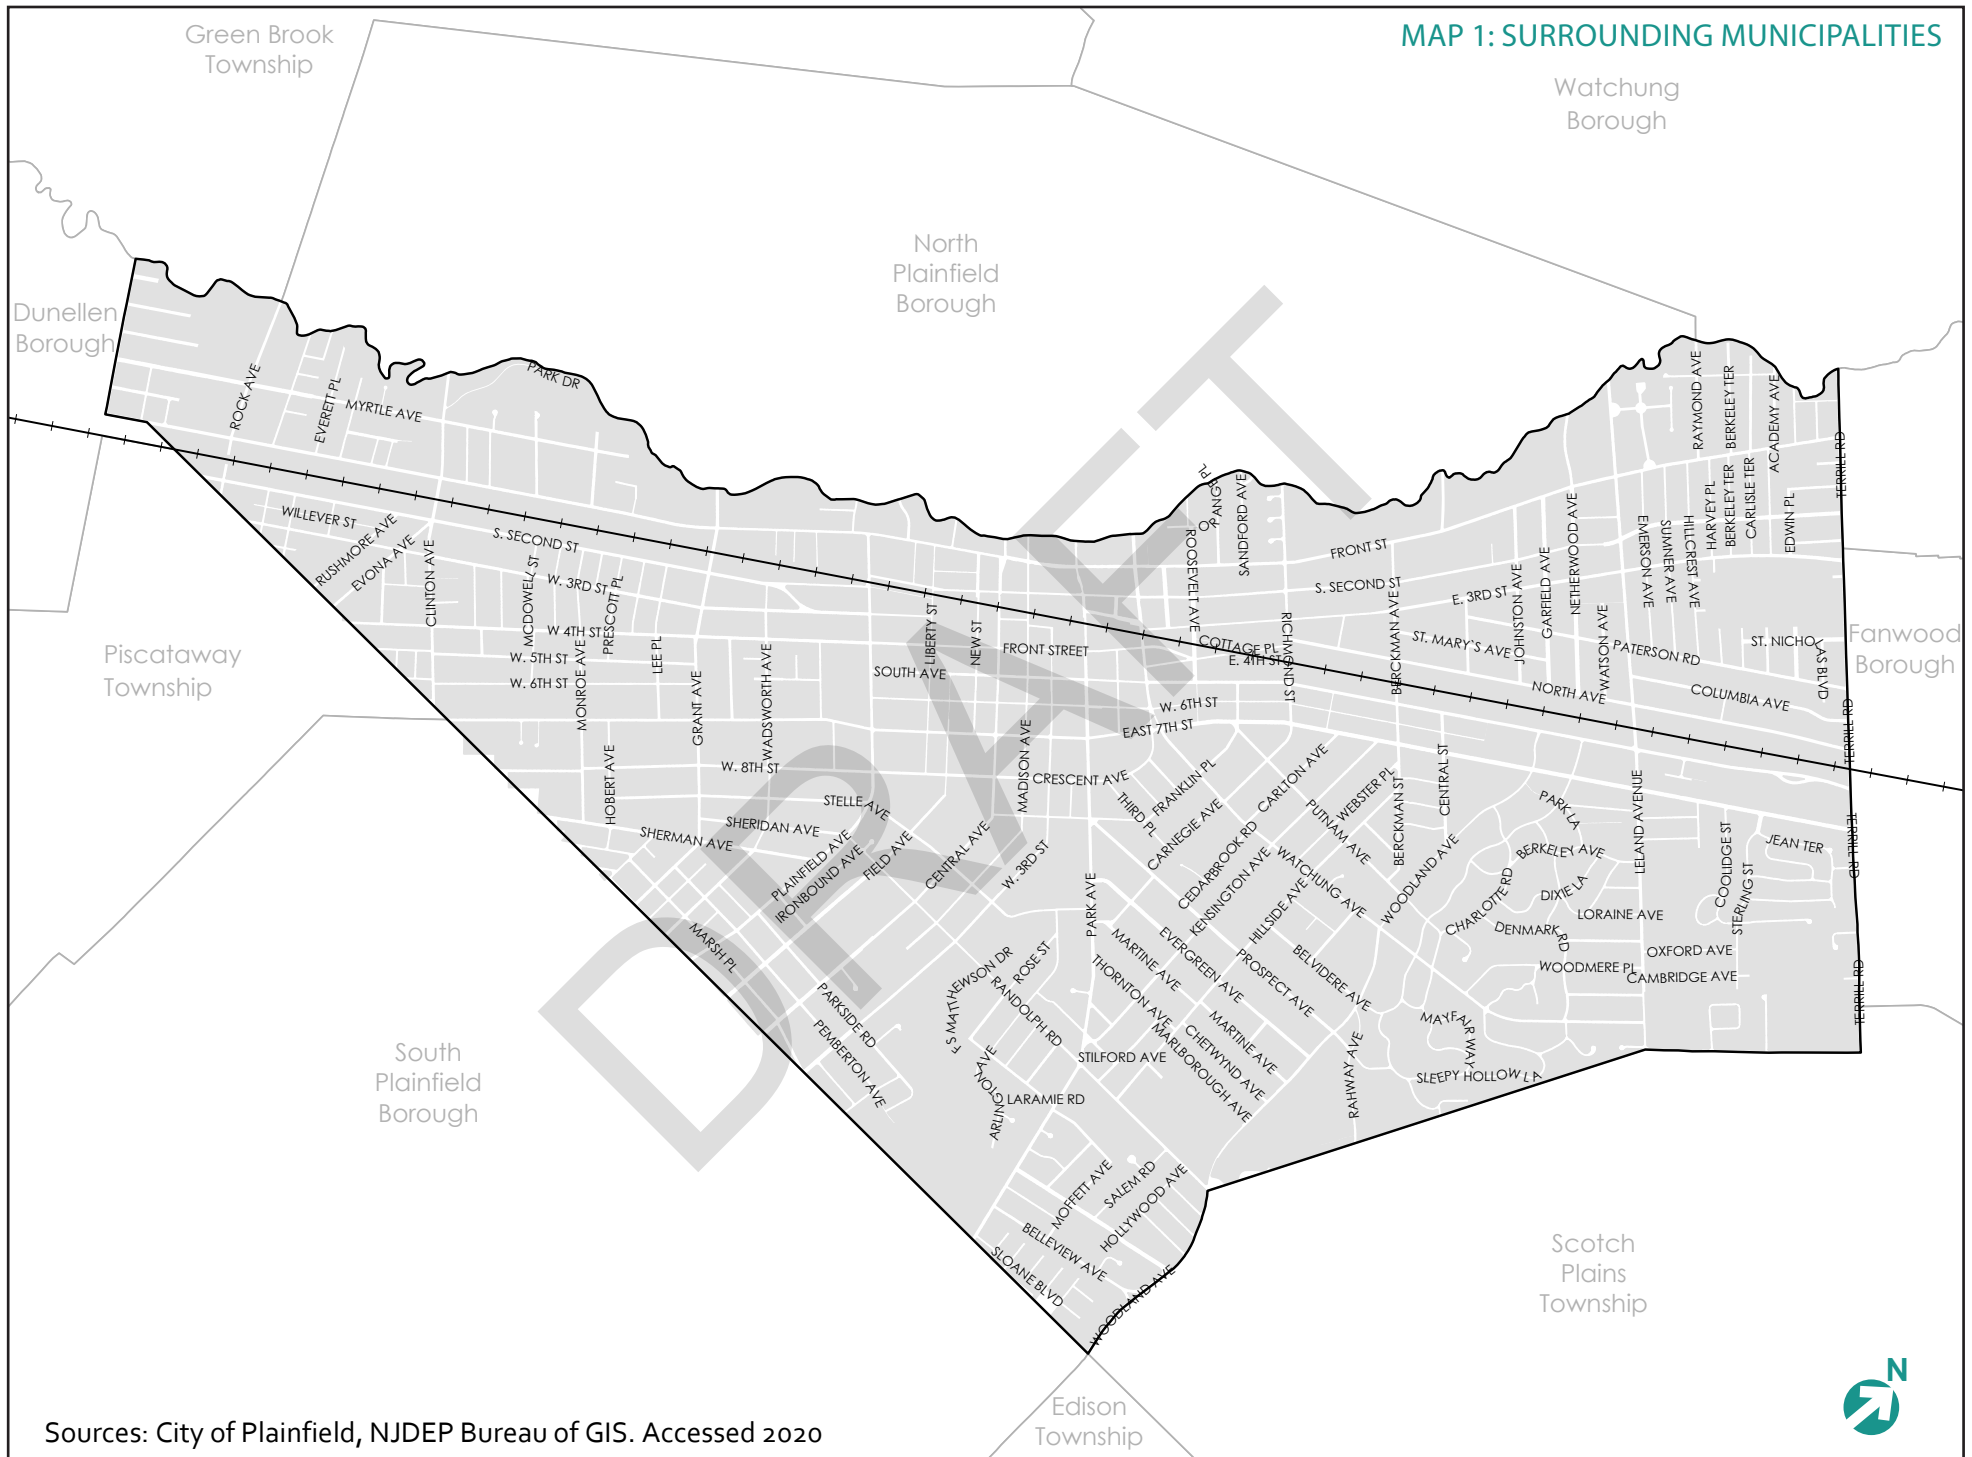 MAP 1: SURROUNDING MUNICIPALITIES
Green Brook
Township
Watchung
Borough
North
Plainfield
Borough
Dunellen
Borough
Piscataway
Township
Fanwood
Borough
South
Plainfield
Borough
Scotch
Plains
Township
Edison
Township
DRAFT
PARK DR
ROCK AVE
EVERETT PL
MYRTLE AVE
WILLEVER ST
RUSHMORE AVE
EVONA AVE
CLINTON AVE
S. SECOND ST
MCDOWELL ST
W. 3RD ST
PRESCOTT PL
W 4TH ST
W. 5TH ST
W. 6TH ST
MONROE AVE
LEE PL
GRANT AVE
WADSWORTH AVE
HOBERT AVE
W. 8TH ST
STELLE AVE
SHERIDAN AVE
SHERMAN AVE
PLAINFIELD AVE
IRONBOUND AVE
FIELD AVE
CENTRAL AVE
W. 3RD ST
LIBERTY ST
NEW ST
FRONT STREET
SOUTH AVE
MADISON AVE
CRESCENT AVE
PARK AVE
MARSH PL
PARKSIDE RD
PEMBERTON AVE
F S MATTHEWSON DR
ROSE ST
RANDOLPH RD
ARLINGTON AVE
LARAMIE RD
STILFORD AVE
MOFFETT AVE
SALEM RD
HOLLYWOOD AVE
BELLEVIEW AVE
SLOANE BLVD
WOODLAND AVE
ORANGE PL
SANDFORD AVE
ROOSEVELT AVE
COTTAGE PL
E. 4TH ST
RICHMOND ST
W. 6TH ST
EAST 7TH ST
FRONT ST
S. SECOND ST
BERCKMAN AVE
E. 3RD ST
ST. MARY`S AVE
JOHNSTON AVE
GARFIELD AVE
NETHERWOOD AVE
WATSON AVE
NORTH AVE
PATERSON RD
COLUMBIA AVE
EMERSON AVE
SUMNER AVE
HILLCREST AVE
HARVEY PL
BERKELEY TER
CARLISLE TER
RAYMOND AVE
BERKELEY TER
ACADEMY AVE
EDWIN PL
ST. NICHOLAS BLVD
TERRILL RD
TERRILL RD
TERRILL RD
TERRILL RD
THIRD PL
FRANKLIN PL
CARNEGIE AVE
CARLTON AVE
CEDARBROOK RD
KENSINGTON AVE
PUTNAM AVE
WEBSTER PL
BERCKMAN ST
CENTRAL ST
WATCHUNG AVE
HILLSIDE AVE
WOODLAND AVE
EVERGREEN AVE
PROSPECT AVE
BELVIDERE AVE
MARTINE AVE
THORNTON AVE
MARTINE AVE
CHETWYND AVE
MARLBOROUGH AVE
RAHWAY AVE
MAYFAIR WAY
SLEEPY HOLLOW LA
PARK LA
BERKELEY AVE
CHARLOTTE RD
DIXIE LA
DENMARK RD
LORAINE AVE
WOODMERE PL
OXFORD AVE
CAMBRIDGE AVE
LELAND AVENUE
COOLIDGE ST
STERLING ST
JEAN TER
N
Sources: City of Plainfield, NJDEP Bureau of GIS. Accessed 2020